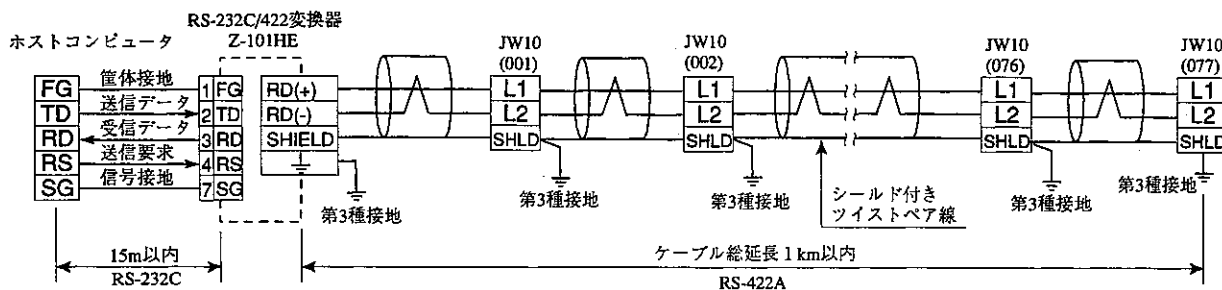 RS-232C/422変換器
Z-101HE
ホストコンピュータ
FG
TD
RD
RS
SG
筐体接地
送信データ
受信データ
送信要求
信号接地
1 FG
2 TD
3 RD
4 RS
7 SG
RD(+)
RD(-)
SHIELD
第3種接地
JW10
(001)
L1
L2
SHLD
第3種接地
JW10
(002)
L1
L2
SHLD
第3種接地
シールド付き
ツイストペア線
JW10
(076)
L1
L2
SHLD
第3種接地
JW10
(077)
L1
L2
SHLD
第3種接地
15m以内
RS-232C
ケーブル総延長1km以内
RS-422A